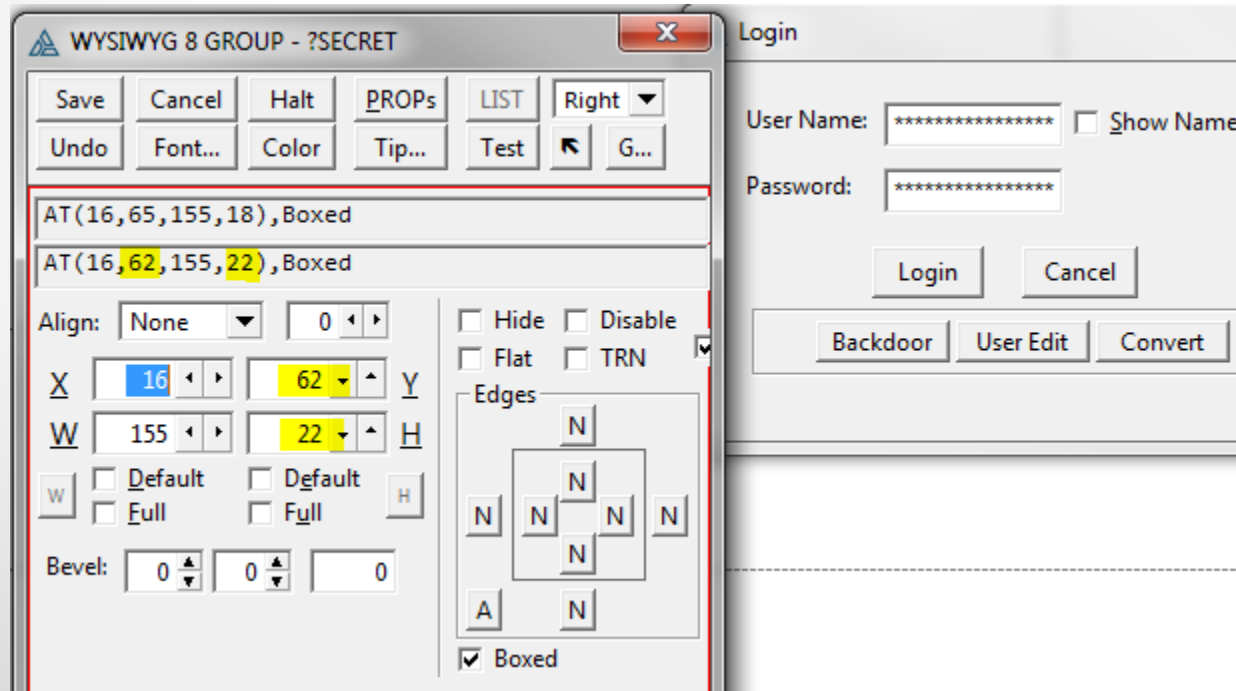 WYSIWYG 8 GROUP - ?SECRET
Save Cancel Halt PROPs LIST Right
Undo Font... Color Tip... Test G...
AT(16,65,155,18),Boxed
AT(16,62,155,22),Boxed
Align: None 0
X 16 62 Y
W 155 22 H
W Default Default H
Full Full
Bevel: 0 0 0
Hide Disable
Flat TRN
Edges
N
N
N N N N
N
A N
Boxed
Login
User Name: **************** Show Name
Password: ****************
Login Cancel
Backdoor User Edit Convert